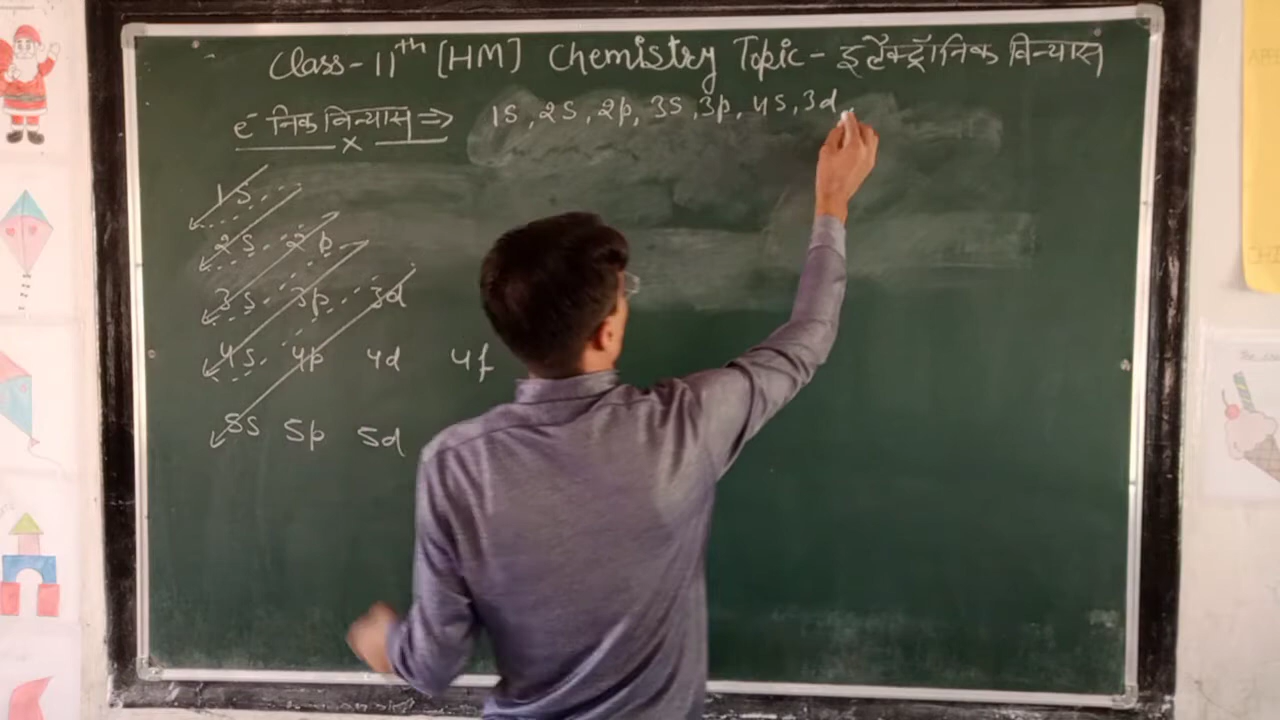 Class-11th [HM] Chemistry Topic - इलेक्ट्रॉनिक विन्यास
e⁻ निक विन्यास ⇒ 1s, 2s, 2p, 3s, 3p, 4s, 3d,
x
1s
2s 2p
3s 3p 3d
4s 4p 4d 4f
5s 5p 5d